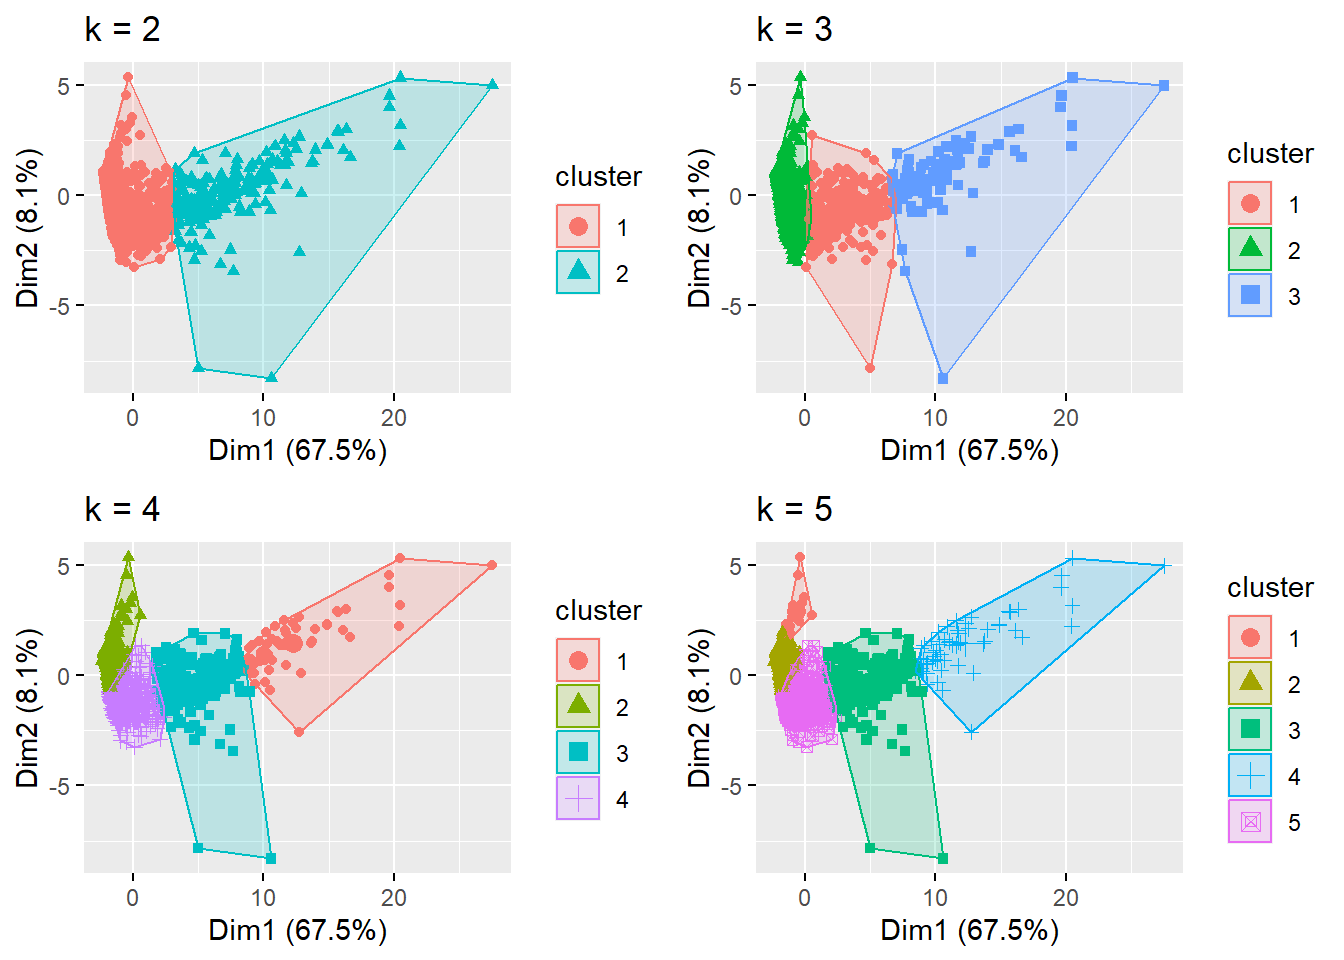 k = 2
5
0
-5
Dim2 (8.1%)
0
10
20
Dim1 (67.5%)
cluster
1
2
k = 3
5
0
-5
Dim2 (8.1%)
0
10
20
Dim1 (67.5%)
cluster
1
2
3
k = 4
5
0
-5
Dim2 (8.1%)
0
10
20
Dim1 (67.5%)
cluster
1
2
3
4
k = 5
5
0
-5
Dim2 (8.1%)
0
10
20
Dim1 (67.5%)
cluster
1
2
3
4
5